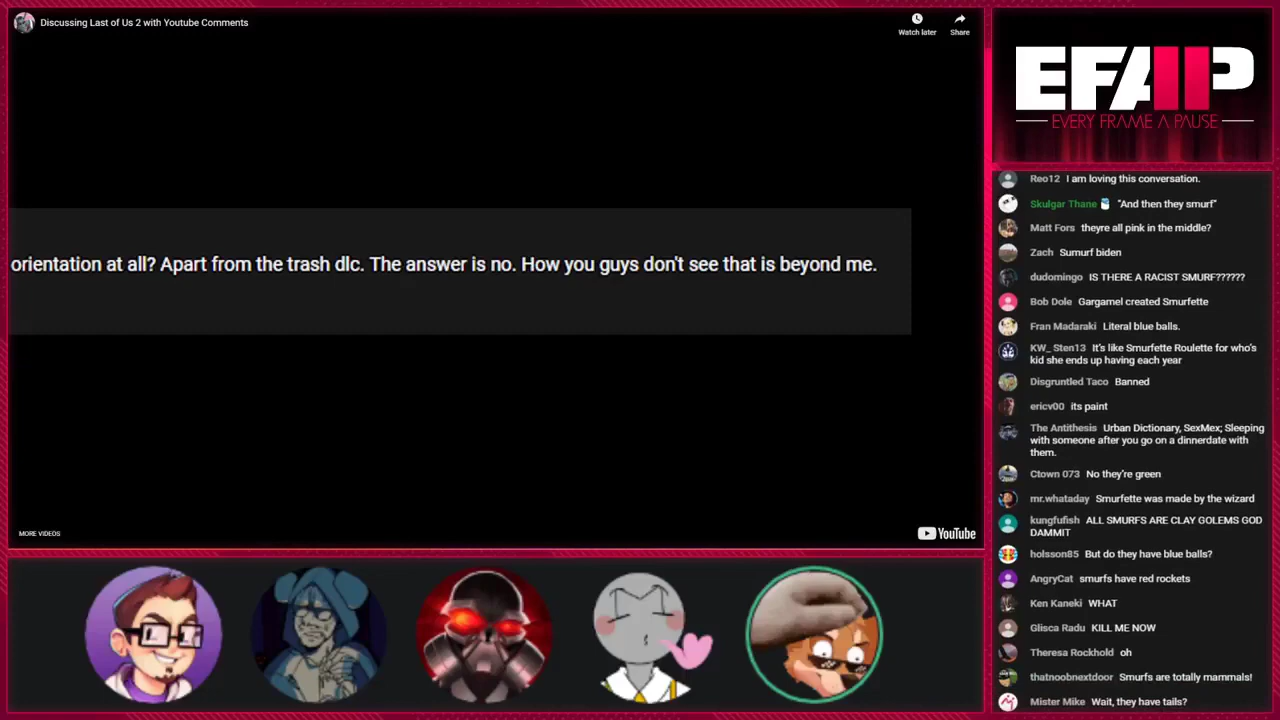 Discussing Last of Us 2 with Youtube Comments
Watch later
Share
orientation at all? Apart from the trash dlc. The answer is no. How you guys don't see that is beyond me.
MORE VIDEOS
YouTube
EFAP
EVERY FRAME A PAUSE
Reo12 I am loving this conversation.
Skulgar Thane "And then they smurf"
Matt Fors theyre all pink in the middle?
Zach Sumurf biden
dudomingo IS THERE A RACIST SMURF??????
Bob Dole Gargamel created Smurfette
Fran Madaraki Literal blue balls.
KW_Sten13 It's like Smurfette Roulette for who's
kid she ends up having each year
Disgruntled Taco Banned
ericv00 its paint
The Antithesis Urban Dictionary, SexMex; Sleeping
with someone after you go on a dinnerdate with
them.
Ctown 073 No they're green
mr.whataday Smurfette was made by the wizard
kungfufish ALL SMURFS ARE CLAY GOLEMS GOD
DAMMIT
holsson85 But do they have blue balls?
AngryCat smurfs have red rockets
Ken Kaneki WHAT
Glisca Radu KILL ME NOW
Theresa Rockhold oh
thatnoobnextdoor Smurfs are totally mammals!
Mister Mike Wait, they have tails?